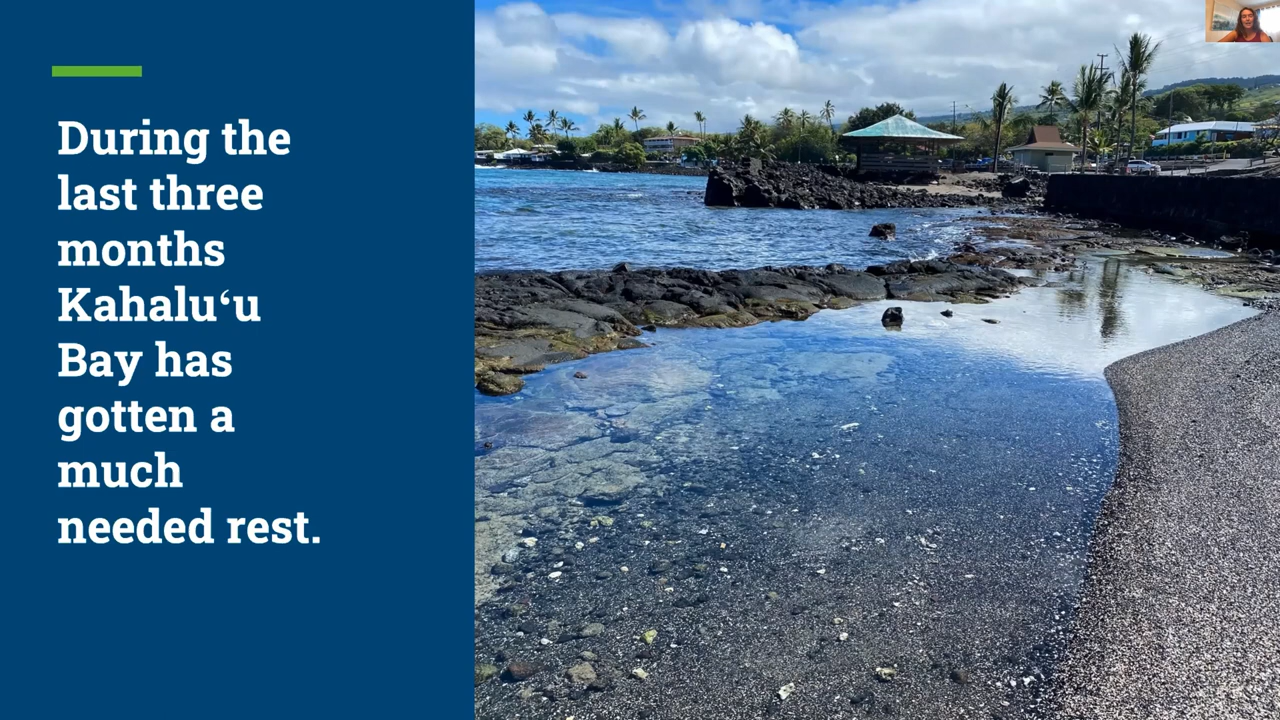 During the
last three
months
Kahaluʻu
Bay has
gotten a
much
needed rest.